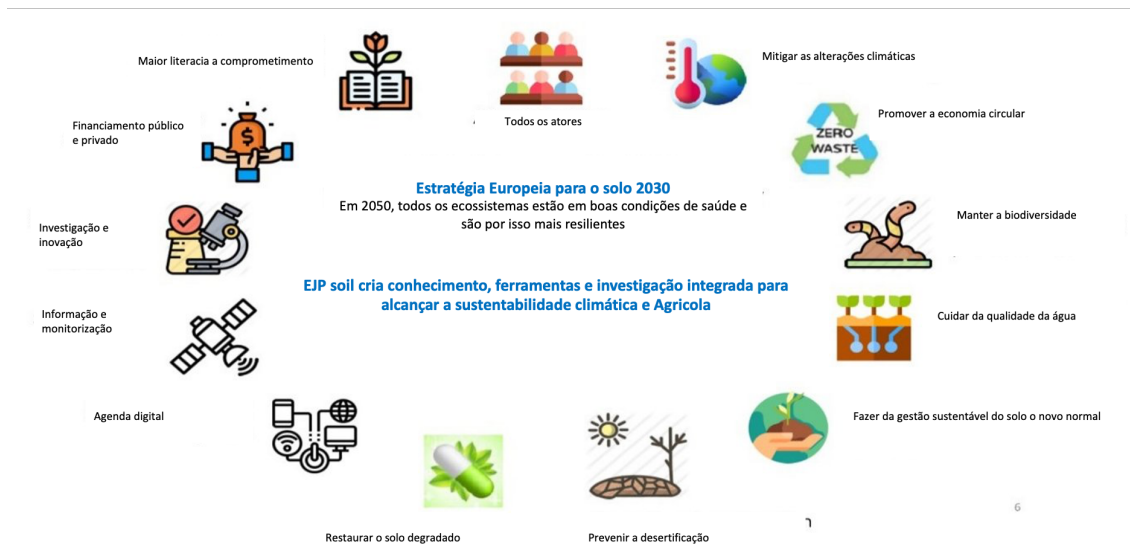 Maior literacia a comprometimento
Todos os atores
Mitigar as alterações climáticas
Financiamento público
e privado
Promover a economia circular
ZERO
WASTE
Estratégia Europeia para o solo 2030
Em 2050, todos os ecossistemas estão em boas condições de saúde e
são por isso mais resilientes
Investigação e
inovação
Manter a biodiversidade
EJP soil cria conhecimento, ferramentas e investigação integrada para
alcançar a sustentabilidade climática e Agricola
Informação e
monitorização
Cuidar da qualidade da água
Agenda digital
Fazer da gestão sustentável do solo o novo normal
Restaurar o solo degradado
Prevenir a desertificação
6